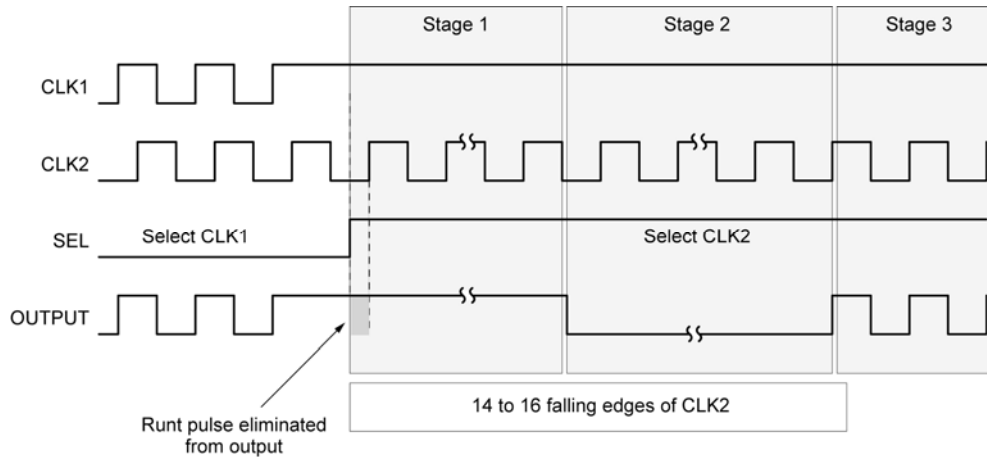 Stage 1
Stage 2
Stage 3
CLK1
CLK2
SEL
Select CLK1
Select CLK2
OUTPUT
14 to 16 falling edges of CLK2
Runt pulse eliminated
from output